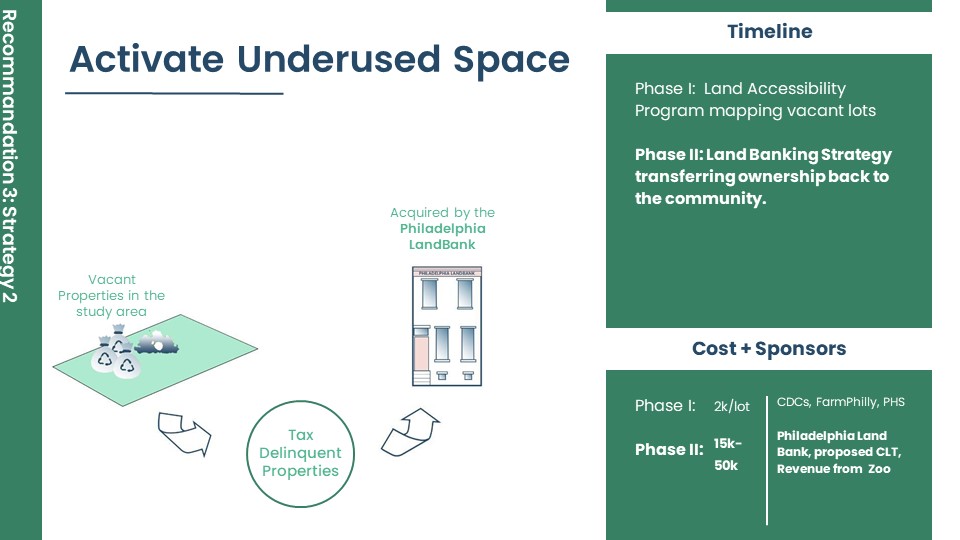 Recommandation 3: Strategy 2
Activate Underused Space
Acquired by the
Philadelphia
LandBank
PHILADELPHIA LANDBANK
Vacant
Properties in the
study area
Tax
Delinquent
Properties
Timeline
Phase I:  Land Accessibility
Program mapping vacant lots
Phase II: Land Banking Strategy
transferring ownership back to
the community.
Cost + Sponsors
Phase I: 2k/lot
CDCs, FarmPhilly, PHS
Phase II: 15k-
50k
Philadelphia Land
Bank, proposed CLT,
Revenue from  Zoo